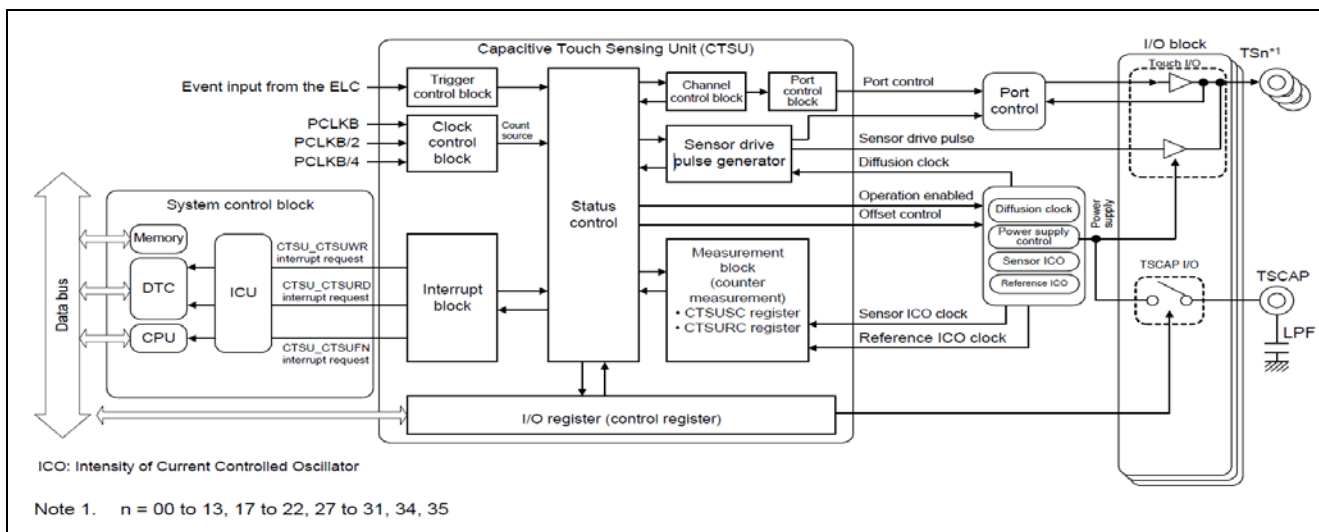 Capacitive Touch Sensing Unit (CTSU)
I/O block
TSn*1
Touch I/O
Event input from the ELC
Trigger
control block
Channel
control block
Port
control
block
Port control
Port
control
PCLKB
PCLKB/2
PCLKB/4
Clock
control
block
Count
source
Sensor drive
pulse generator
Sensor drive pulse
Diffusion clock
System control block
Status
control
Operation enabled
Offset control
Diffusion clock
Power supply
control
Sensor ICO
Reference ICO
Power
supply
Memory
DTC
CPU
ICU
CTSU_CTSUWR
interrupt request
CTSU_CTSURD
interrupt request
CTSU_CTSUFN
interrupt request
Interrupt
block
Measurement
block
(counter
measurement)
• CTSUSC register
• CTSURC register
Sensor ICO clock
Reference ICO clock
TSCAP I/O
TSCAP
LPF
Data bus
I/O register (control register)
ICO: Intensity of Current Controlled Oscillator
Note 1. n = 00 to 13, 17 to 22, 27 to 31, 34, 35